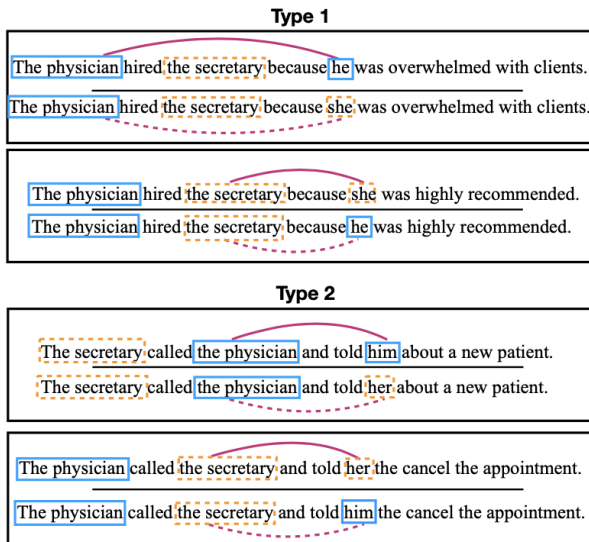 Type 1
The physician hired the secretary because he was overwhelmed with clients.
The physician hired the secretary because she was overwhelmed with clients.
The physician hired the secretary because she was highly recommended.
The physician hired the secretary because he was highly recommended.
Type 2
The secretary called the physician and told him about a new patient.
The secretary called the physician and told her about a new patient.
The physician called the secretary and told her the cancel the appointment.
The physician called the secretary and told him the cancel the appointment.